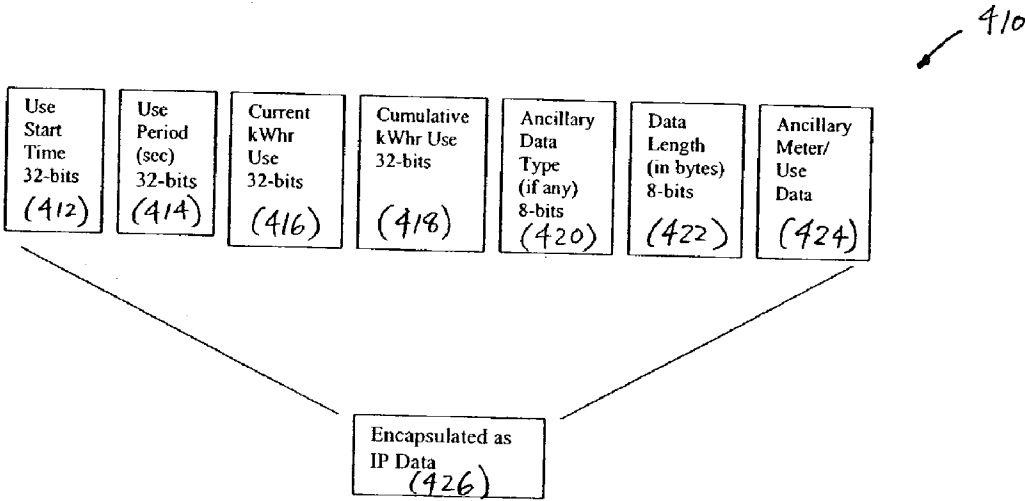 410
Use
Start
Time
32-bits
(412)
Use
Period
(sec)
32-bits
(414)
Current
kWhr
Use
32-bits
(416)
Cumulative
kWhr Use
32-bits
(418)
Ancillary
Data
Type
(if any)
8-bits
(420)
Data
Length
(in bytes)
8-bits
(422)
Ancillary
Meter/
Use
Data
(424)
Encapsulated as
IP Data
(426)